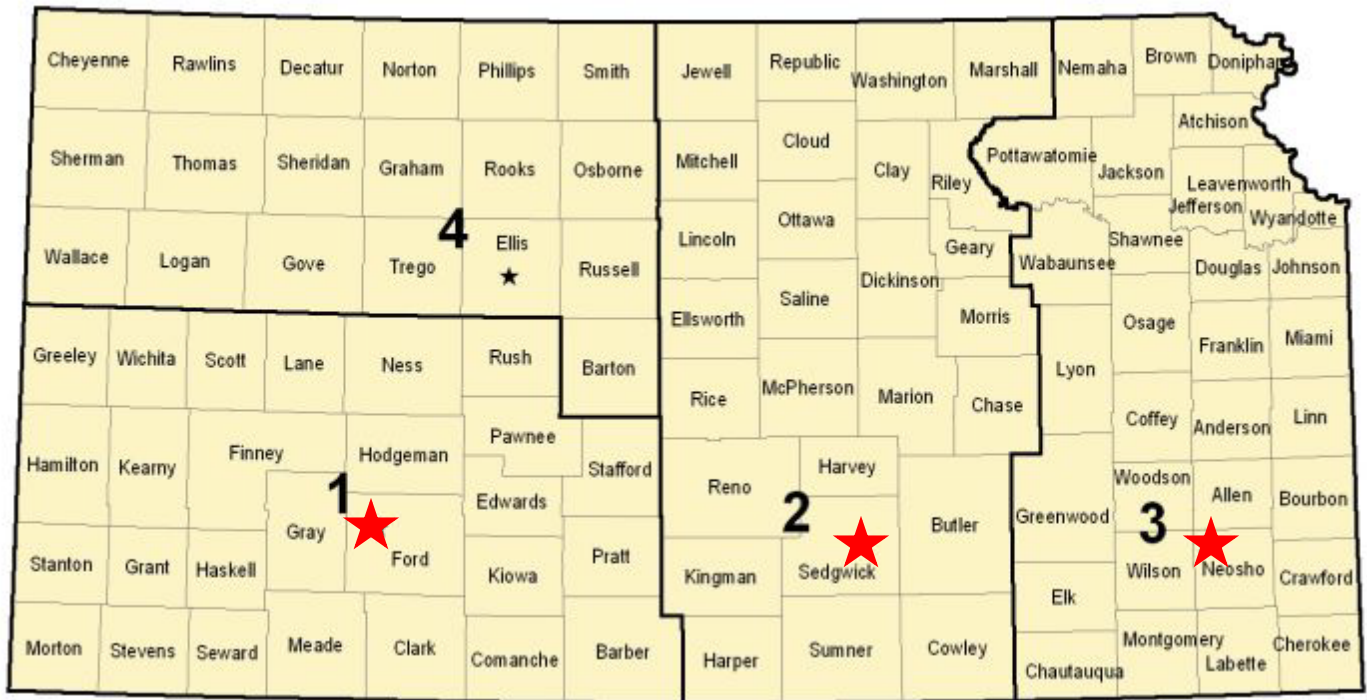 Cheyenne Rawlins Decatur Norton Phillips Smith Jewell Republic Washington Marshall Nemaha Brown Doniphan
Atchison
Sherman Thomas Sheridan Graham Rooks Osborne Mitchell Cloud Clay Riley Pottawatomie Jackson Leavenworth
Jefferson Wyandotte
4
Wallace Logan Gove Trego Ellis Russell Lincoln Ottawa Dickinson Geary Wabaunsee Shawnee Douglas Johnson
Ellsworth Saline Morris Osage Franklin Miami
Greeley Wichita Scott Lane Ness Rush Barton Rice McPherson Marion Chase Lyon Coffey Anderson Linn
Hamilton Kearny Finney Hodgeman Pawnee Stafford Reno Harvey Woodson Allen Bourbon
1 2 3
Gray Edwards Butler Greenwood
Stanton Grant Haskell Ford Kiowa Pratt Kingman Sedgwick Elk Wilson Neosho Crawford
Morton Stevens Seward Meade Clark Comanche Barber Harper Sumner Cowley Chautauqua Montgomery Labette Cherokee